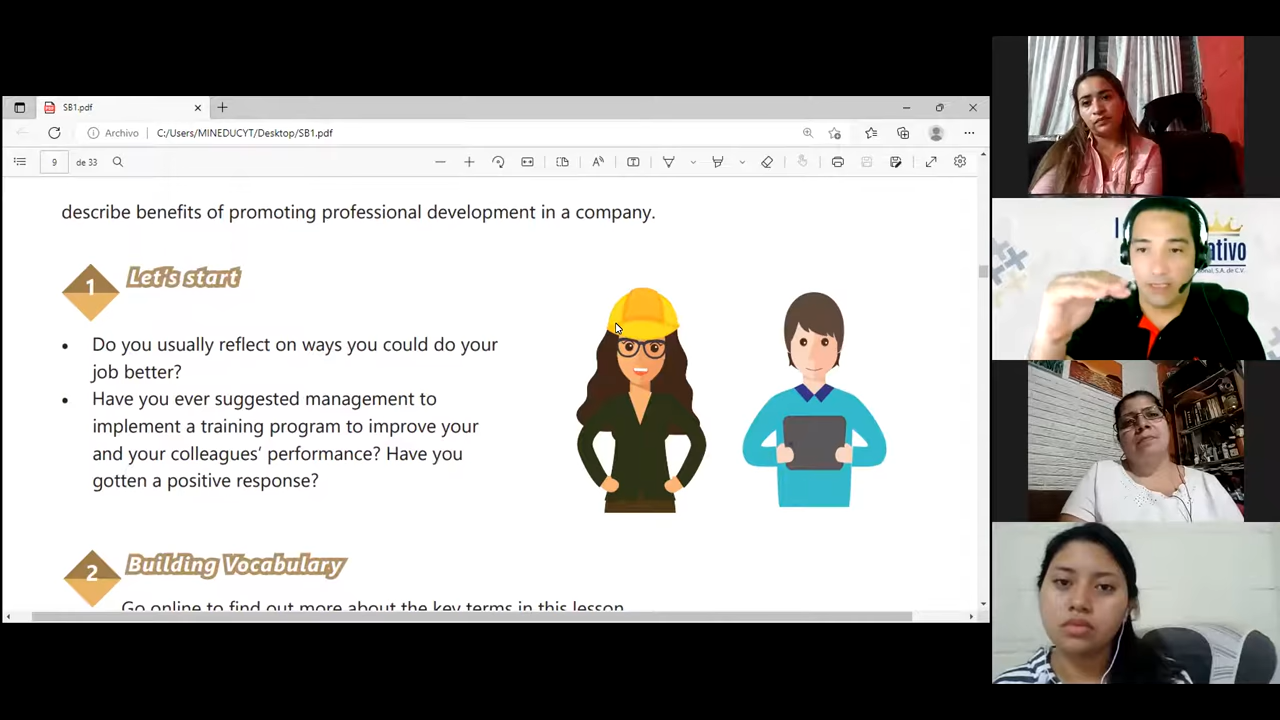 SB1.pdf
Archivo
C:/Users/MINEDUCYT/Desktop/SB1.pdf
9 de 33
describe benefits of promoting professional development in a company.
1 Let's start
• Do you usually reflect on ways you could do your
job better?
• Have you ever suggested management to
implement a training program to improve your
and your colleagues' performance? Have you
gotten a positive response?
2 Building Vocabulary
Go online to find out more about the key terms in this lesson